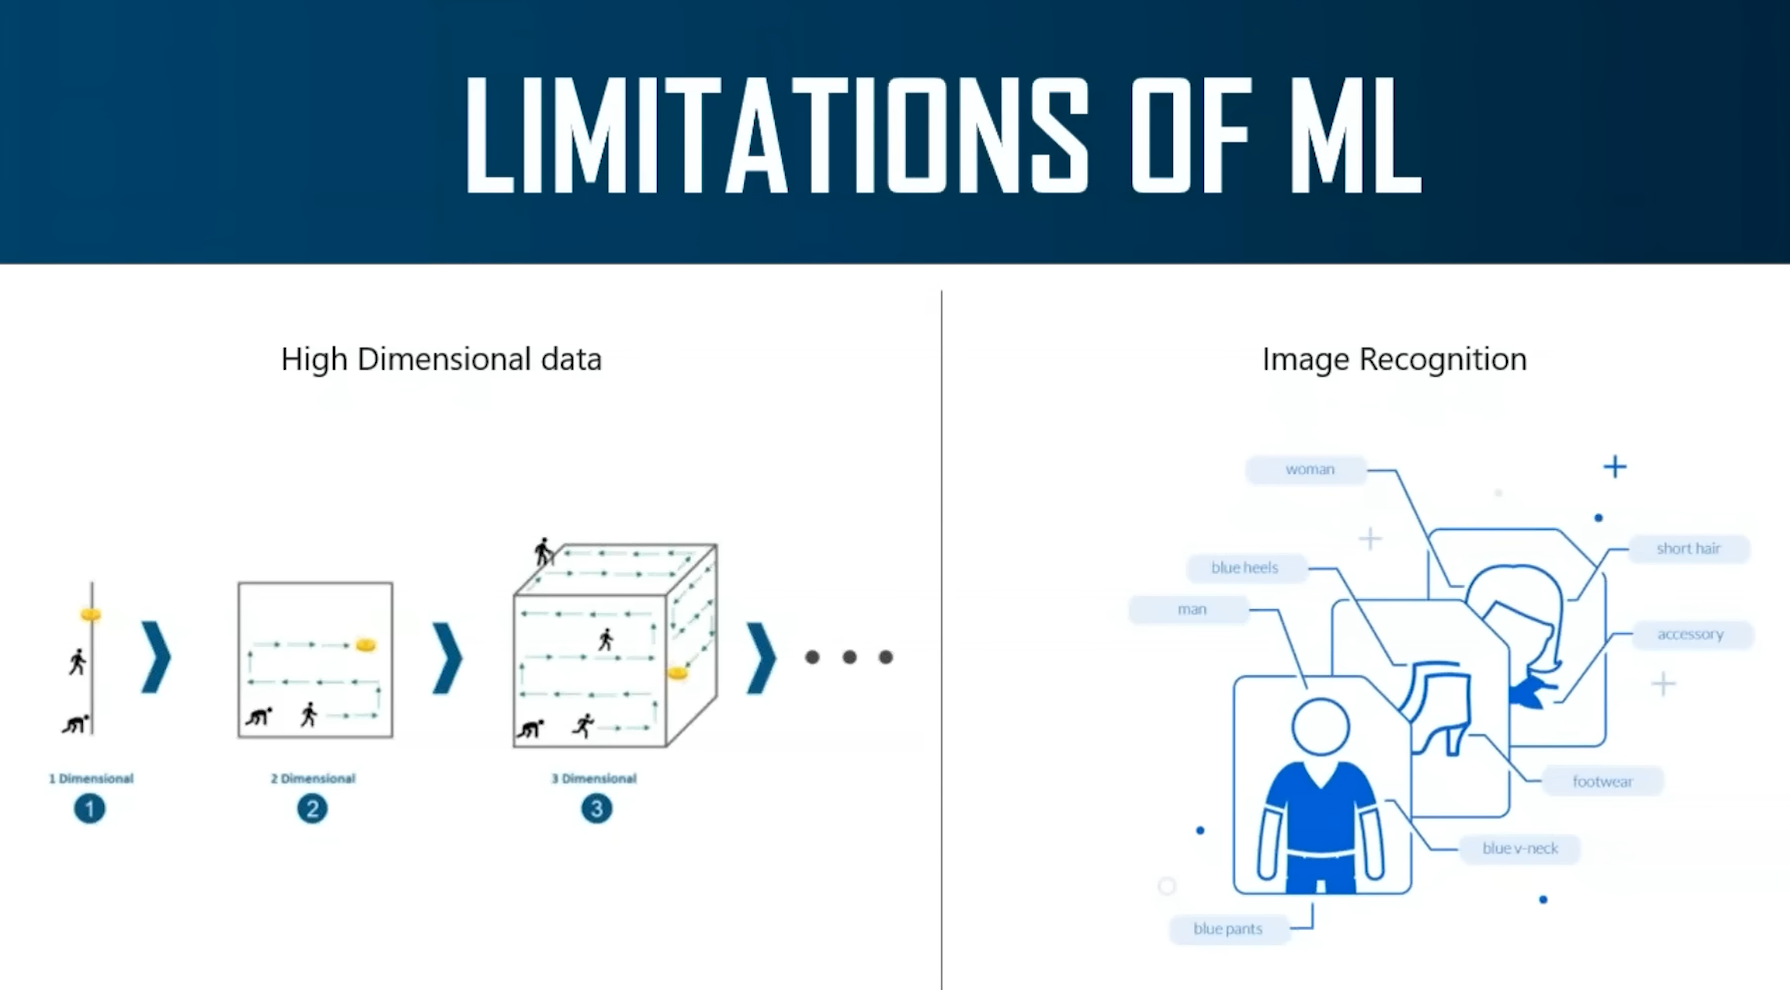 LIMITATIONS OF ML
High Dimensional data
1 Dimensional
1
2 Dimensional
2
3 Dimensional
3
Image Recognition
woman
short hair
blue heels
man
accessory
footwear
blue v-neck
blue pants